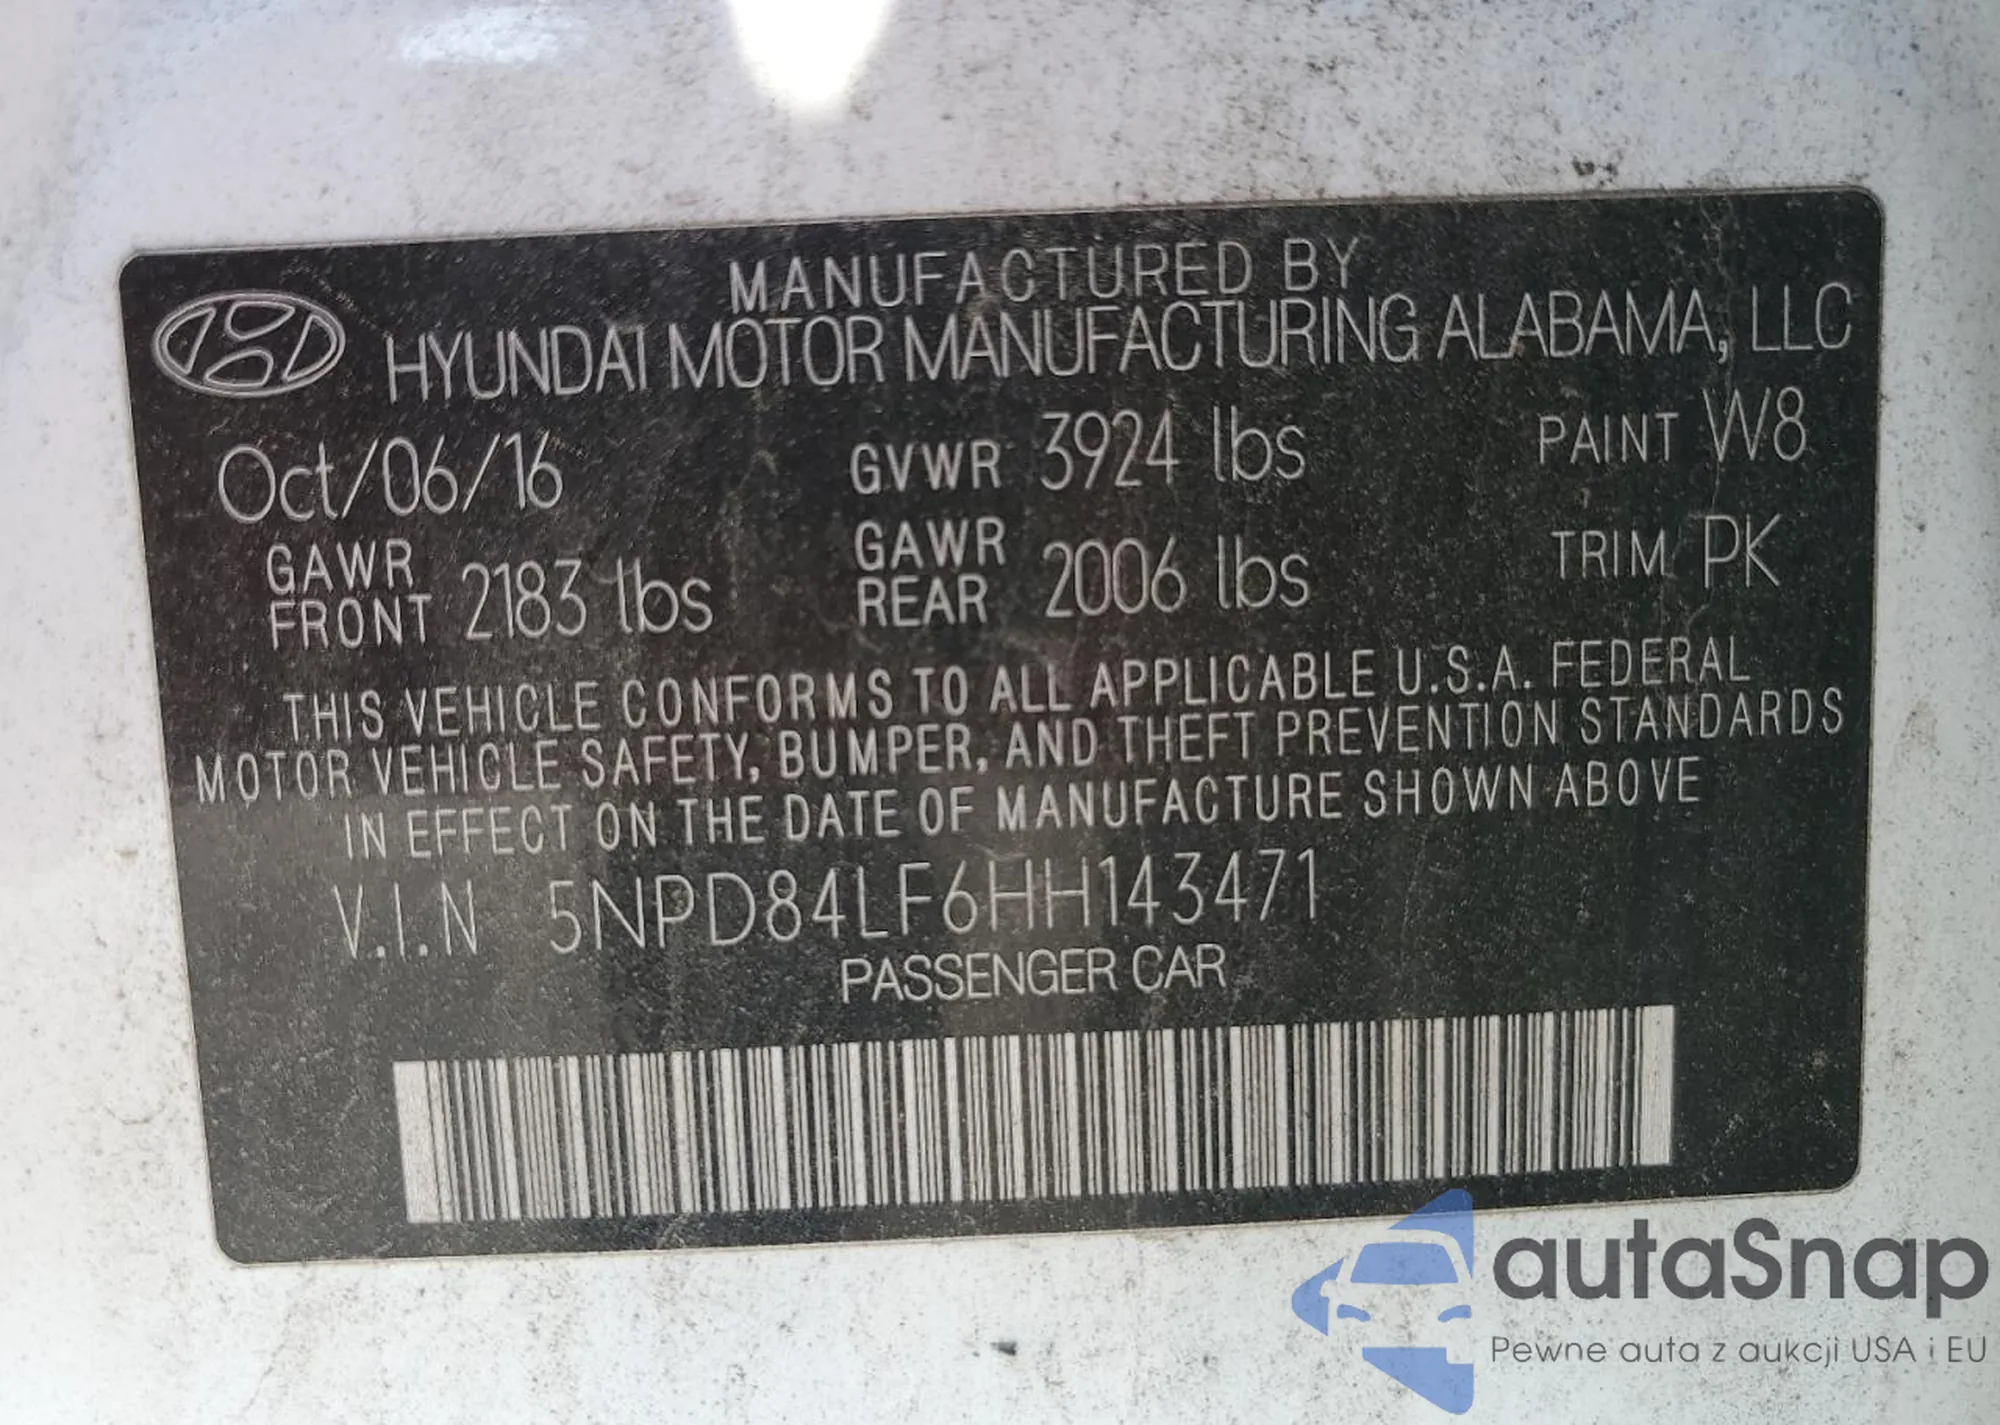 MANUFACTURED BY
HYUNDAI MOTOR MANUFACTURING ALABAMA, LLC
Oct/06/16 GVWR 3924 lbs PAINT W8
GAWR FRONT 2183 lbs GAWR REAR 2006 lbs TRIM PK
THIS VEHICLE CONFORMS TO ALL APPLICABLE U.S.A. FEDERAL
MOTOR VEHICLE SAFETY, BUMPER, AND THEFT PREVENTION STANDARDS
IN EFFECT ON THE DATE OF MANUFACTURE SHOWN ABOVE
V.I.N 5NPD84LF6HH143471
PASSENGER CAR
autaSnap
Pewne auta z aukcji USA i EU